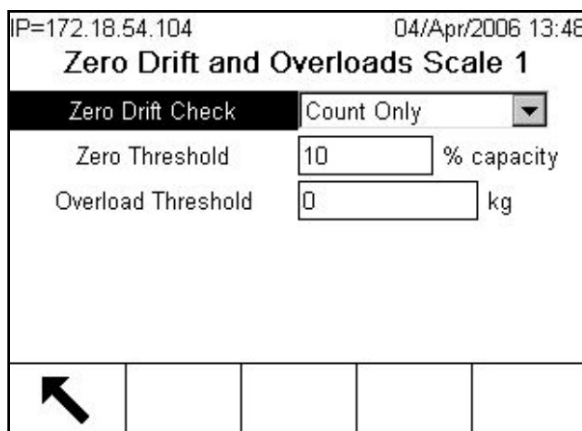 IP=172.18.54.104 04/Apr/2006 13:48
Zero Drift and Overloads Scale 1
Zero Drift Check Count Only
Zero Threshold 10 % capacity
Overload Threshold 0 kg